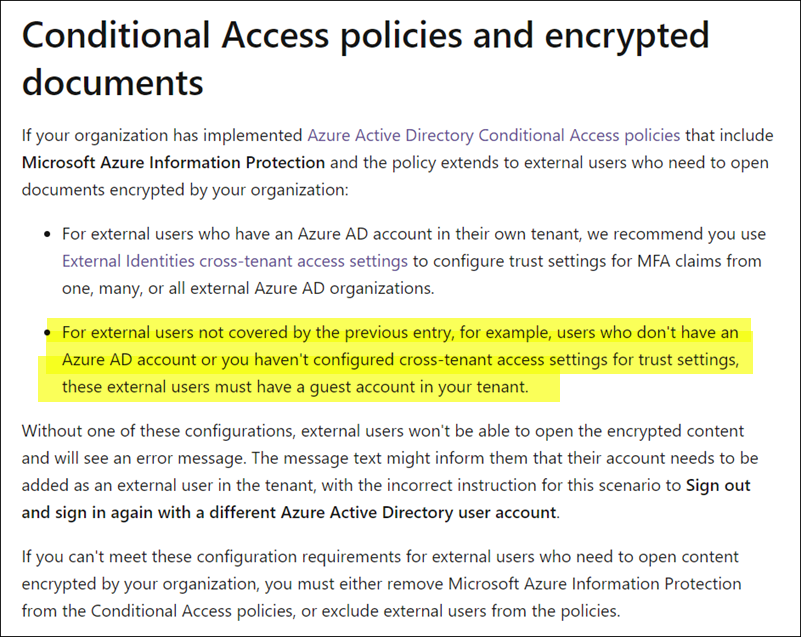 Conditional Access policies and encrypted
documents
If your organization has implemented Azure Active Directory Conditional Access policies that include
Microsoft Azure Information Protection and the policy extends to external users who need to open
documents encrypted by your organization:
• For external users who have an Azure AD account in their own tenant, we recommend you use
External Identities cross-tenant access settings to configure trust settings for MFA claims from
one, many, or all external Azure AD organizations.
• For external users not covered by the previous entry, for example, users who don't have an
Azure AD account or you haven't configured cross-tenant access settings for trust settings,
these external users must have a guest account in your tenant.
Without one of these configurations, external users won't be able to open the encrypted content
and will see an error message. The message text might inform them that their account needs to be
added as an external user in the tenant, with the incorrect instruction for this scenario to Sign out
and sign in again with a different Azure Active Directory user account.
If you can't meet these configuration requirements for external users who need to open content
encrypted by your organization, you must either remove Microsoft Azure Information Protection
from the Conditional Access policies, or exclude external users from the policies.